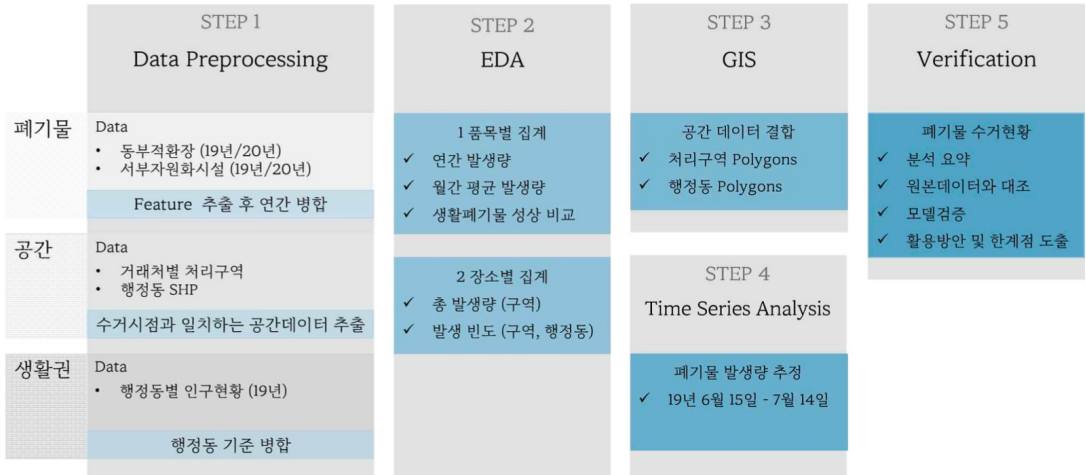 STEP 1
Data Preprocessing
폐기물
Data
• 동부적환장 (19년/20년)
• 서부자원화시설 (19년/20년)
Feature 추출 후 연간 병합
공간
Data
• 거래처별 처리구역
• 행정동 SHP
수거시점과 일치하는 공간데이터 추출
생활권
Data
• 행정동별 인구현황 (19년)
행정동 기준 병합
STEP 2
EDA
1 품목별 집계
✓ 연간 발생량
✓ 월간 평균 발생량
✓ 생활폐기물 성상 비교
2 장소별 집계
✓ 총 발생량 (구역)
✓ 발생 빈도 (구역, 행정동)
STEP 3
GIS
공간 데이터 결합
✓ 처리구역 Polygons
✓ 행정동 Polygons
STEP 4
Time Series Analysis
폐기물 발생량 추정
✓ 19년 6월 15일 - 7월 14일
STEP 5
Verification
폐기물 수거현황
✓ 분석 요약
✓ 원본데이터와 대조
✓ 모델검증
✓ 활용방안 및 한계점 도출